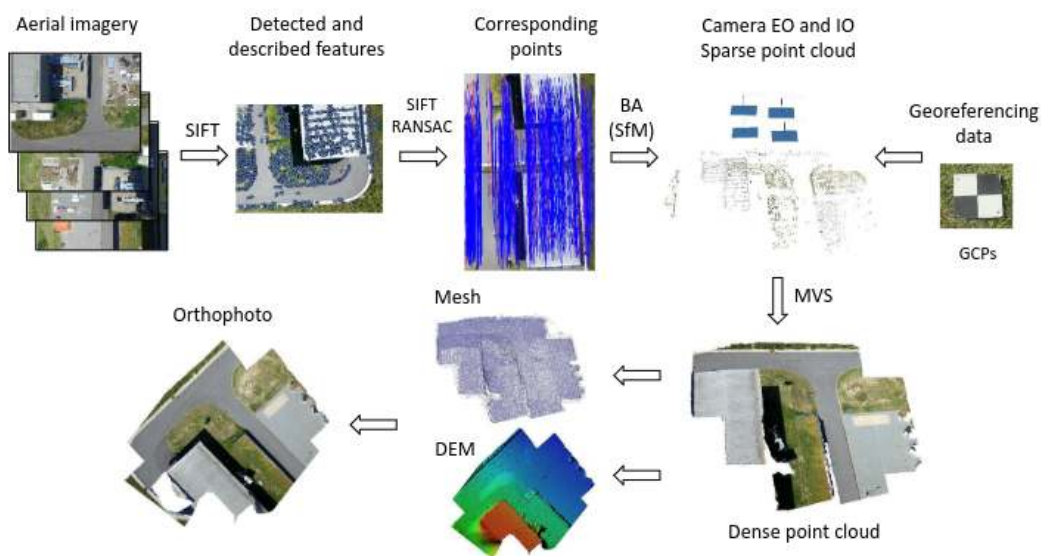 Aerial imagery
Detected and
described features
Corresponding
points
Camera EO and IO
Sparse point cloud
SIFT
SIFT
RANSAC
BA
(SfM)
Georeferencing
data
GCPs
MVS
Mesh
Orthophoto
DEM
Dense point cloud